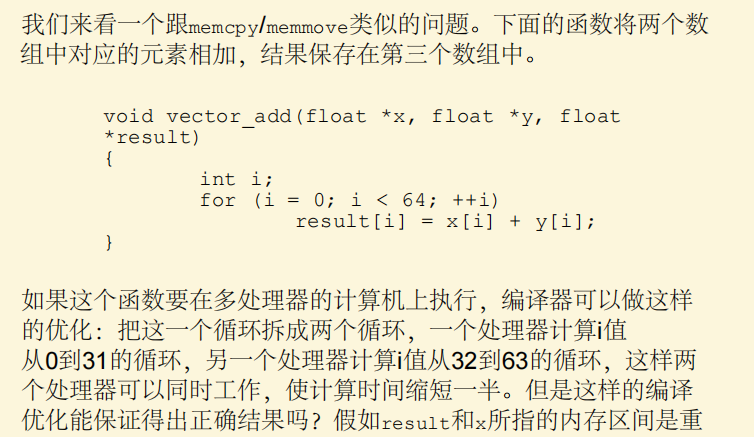 我们来看一个跟memcpy/memmove类似的问题。下面的函数将两个数
组中对应的元素相加，结果保存在第三个数组中。
void vector_add(float *x, float *y, float
*result)
{
int i;
for (i = 0; i < 64; ++i)
result[i] = x[i] + y[i];
}
如果这个函数要在多处理器的计算机上执行，编译器可以做这样
的优化：把这一个循环拆成两个循环，一个处理器计算i值
从0到31的循环，另一个处理器计算i值从32到63的循环，这样两
个处理器可以同时工作，使计算时间缩短一半。但是这样的编译
优化能保证得出正确结果吗？假如result和x所指的内存区间是重